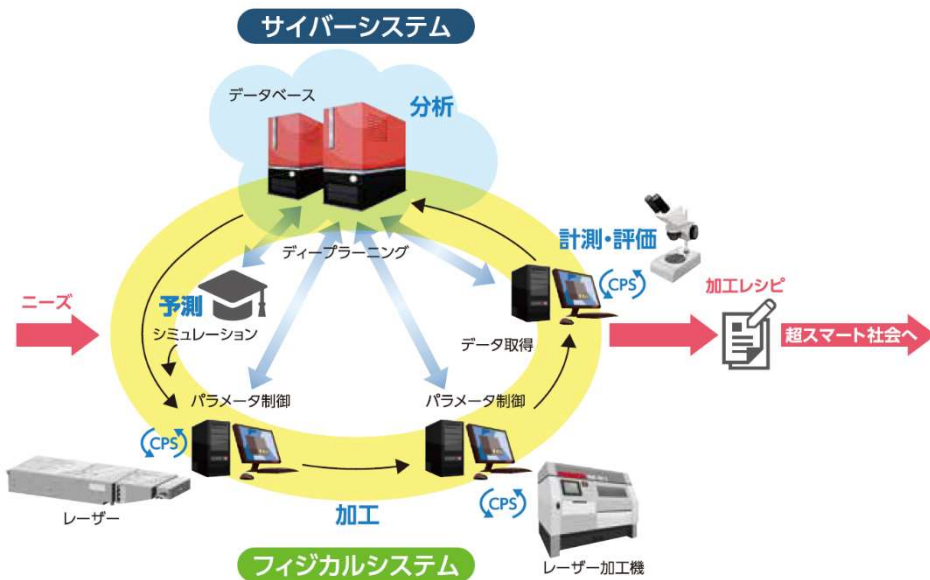 サイバーシステム
データベース
分析
ディープラーニング
計測・評価
CPS
ニーズ
予測
シミュレーション
データ取得
加工レシピ
超スマート社会へ
パラメータ制御
パラメータ制御
CPS
CPS
レーザー
加工
フィジカルシステム
レーザー加工機